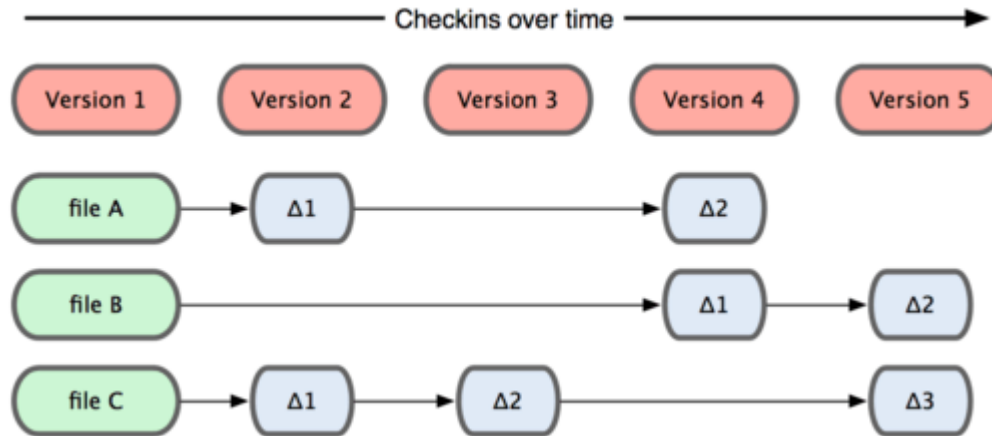 Checkins over time
Version 1 Version 2 Version 3 Version 4 Version 5
file A Δ1 Δ2
file B Δ1 Δ2
file C Δ1 Δ2 Δ3